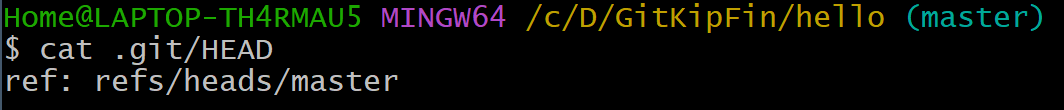 Home@LAPTOP-TH4RMAU5 MINGW64 /c/D/GitKipFin/hello (master)
$ cat .git/HEAD
ref: refs/heads/master